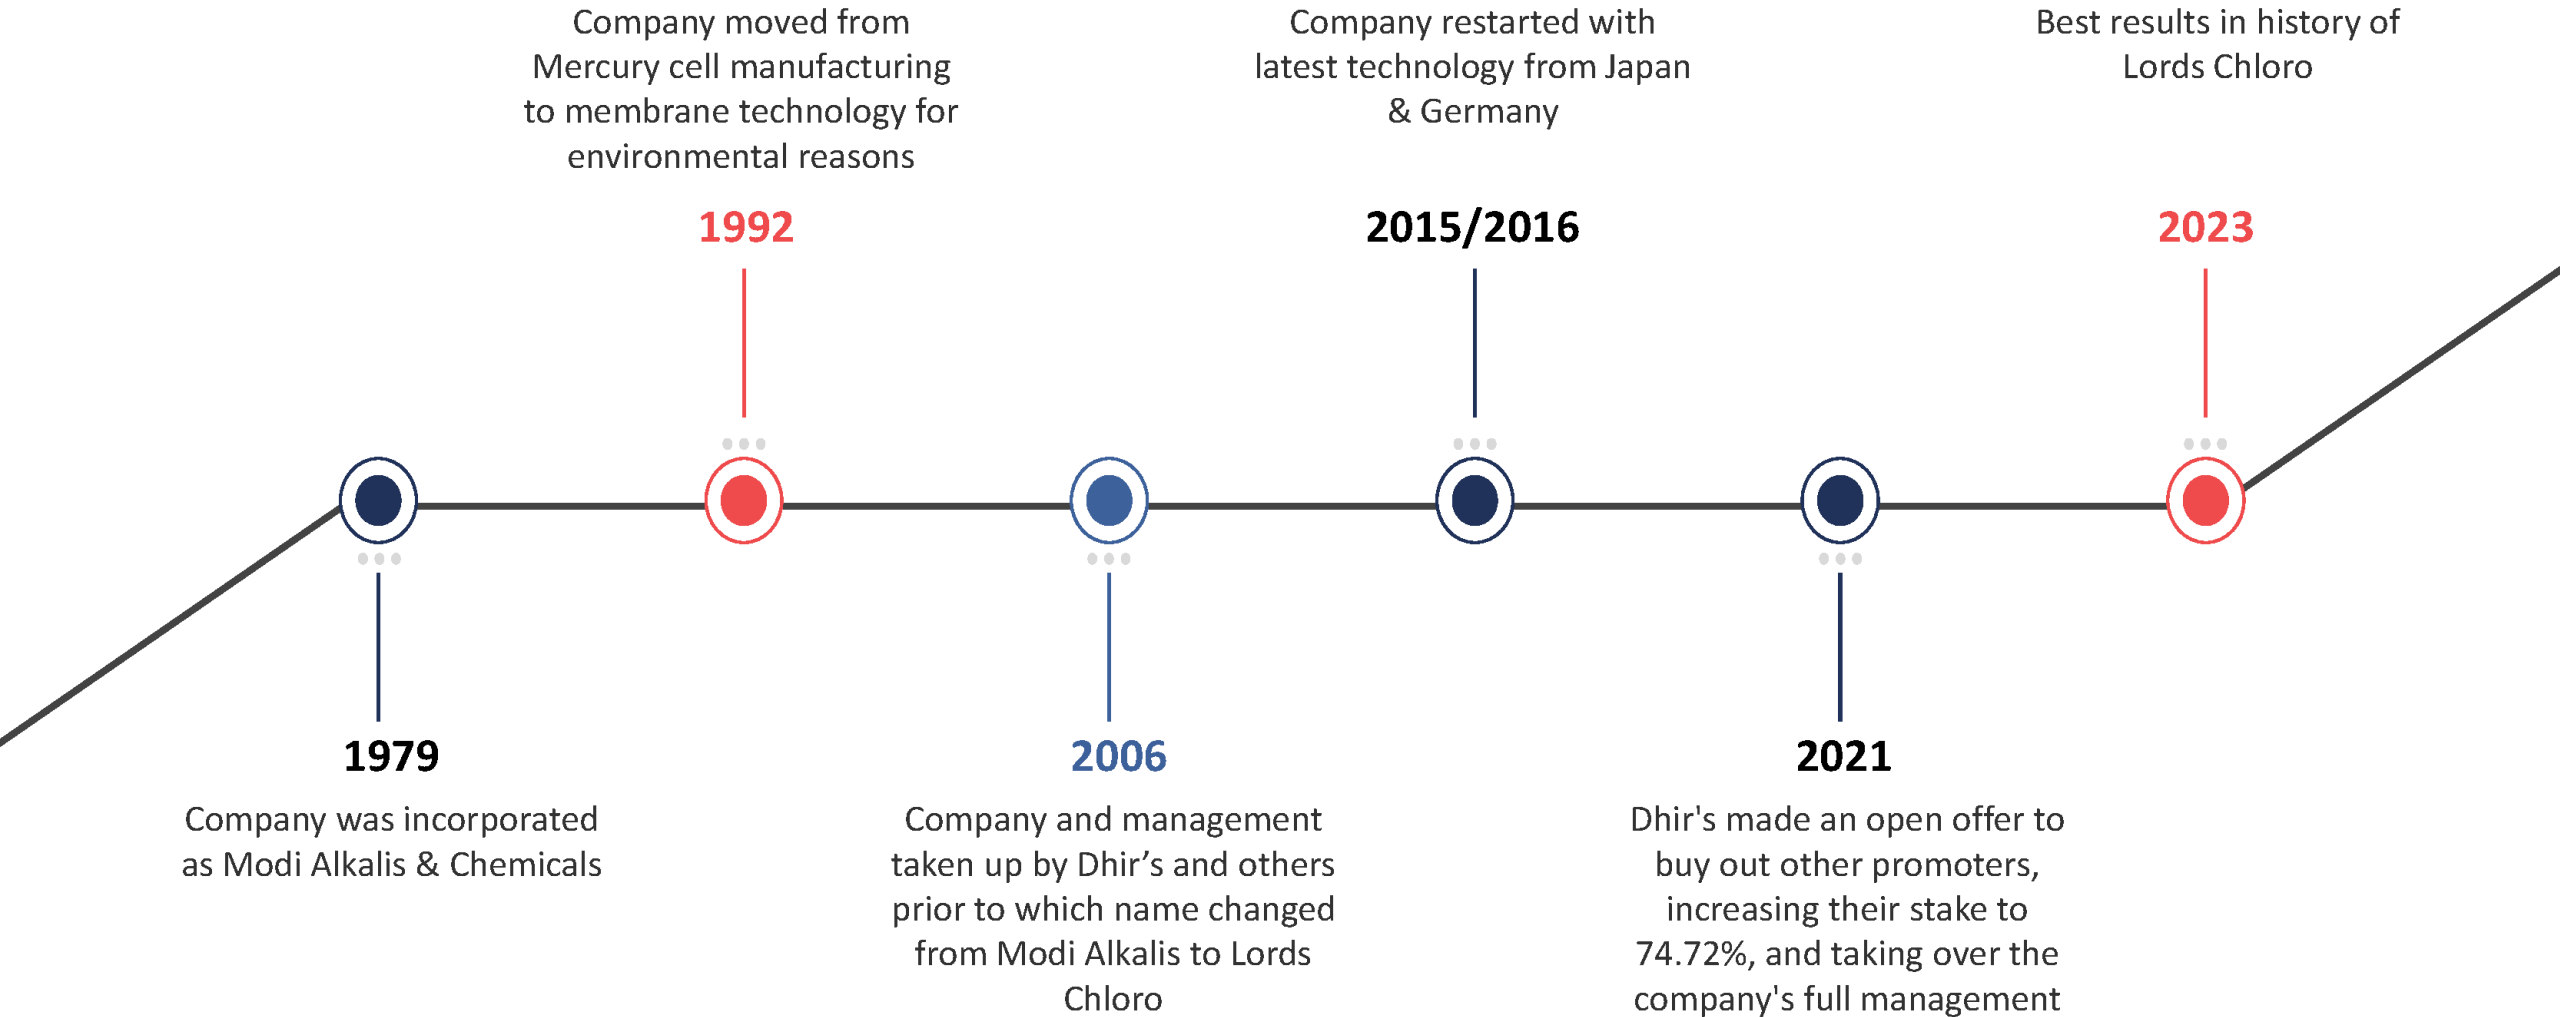 Company moved from
Mercury cell manufacturing
to membrane technology for
environmental reasons
1992
Company restarted with
latest technology from Japan
& Germany
2015/2016
Best results in history of
Lords Chloro
2023
1979
Company was incorporated
as Modi Alkalis & Chemicals
2006
Company and management
taken up by Dhir’s and others
prior to which name changed
from Modi Alkalis to Lords
Chloro
2021
Dhir's made an open offer to
buy out other promoters,
increasing their stake to
74.72%, and taking over the
company's full management